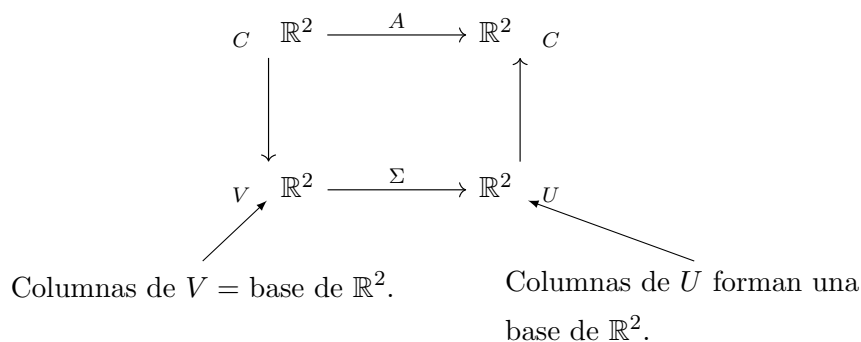 C ℝ² A ℝ² C
V ℝ² Σ ℝ² U
Columnas de V = base de ℝ².
Columnas de U forman una
base de ℝ².